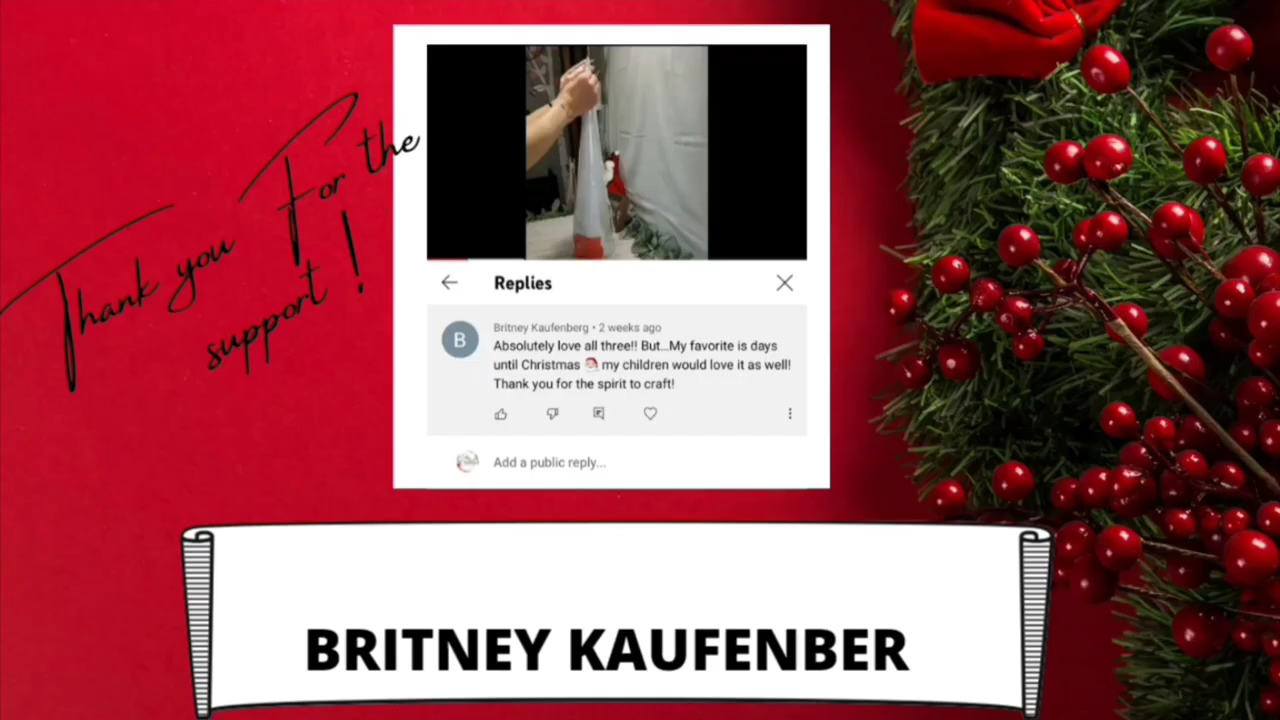 Thank you For the
support !
Replies
B
Britney Kaufenberg • 2 weeks ago
Absolutely love all three!! But...My favorite is days
until Christmas 🎅 my children would love it as well!
Thank you for the spirit to craft!
Add a public reply...
BRITNEY KAUFENBER